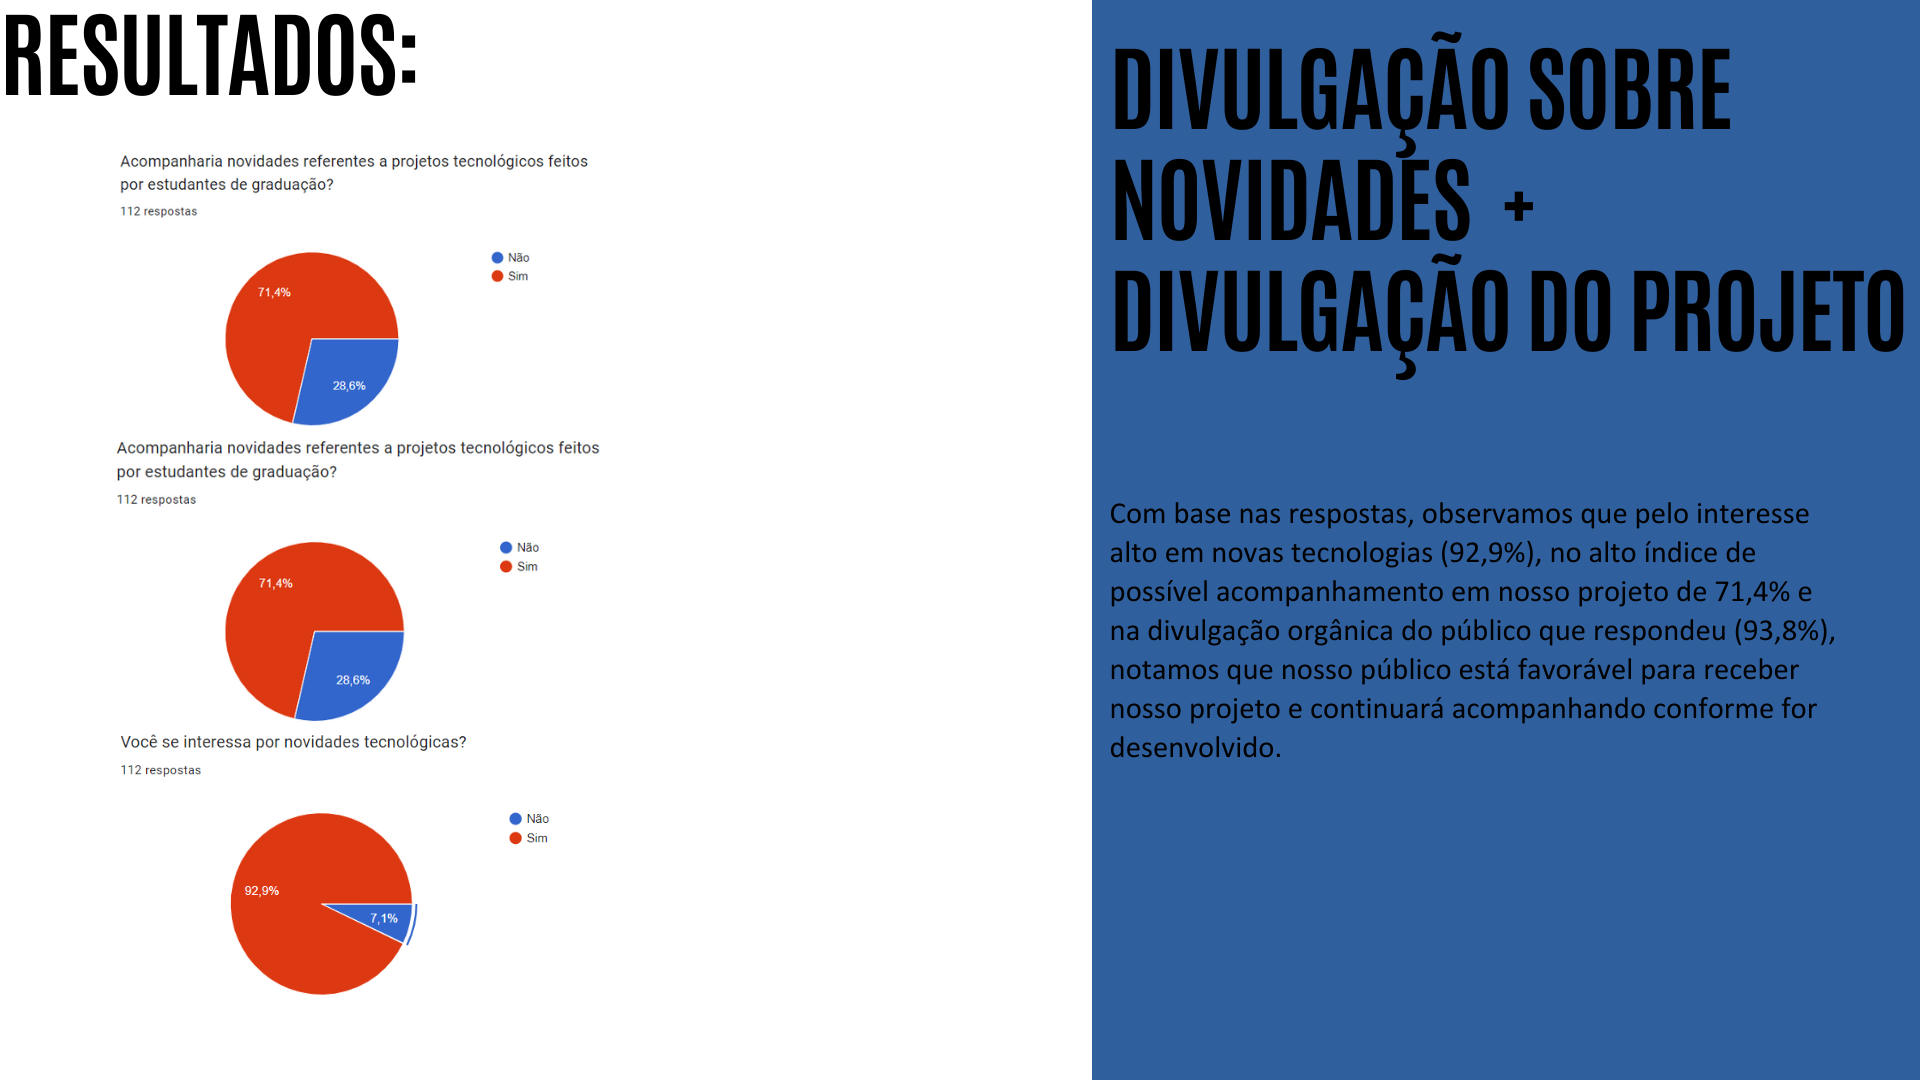 RESULTADOS:
Acompanharia novidades referentes a projetos tecnológicos feitos
por estudantes de graduação?
112 respostas
Não
Sim
71,4%
28,6%
Acompanharia novidades referentes a projetos tecnológicos feitos
por estudantes de graduação?
112 respostas
Não
Sim
71,4%
28,6%
Você se interessa por novidades tecnológicas?
112 respostas
Não
Sim
92,9%
7,1%
DIVULGAÇÃO SOBRE
NOVIDADES +
DIVULGAÇÃO DO PROJETO
Com base nas respostas, observamos que pelo interesse
alto em novas tecnologias (92,9%), no alto índice de
possível acompanhamento em nosso projeto de 71,4% e
na divulgação orgânica do público que respondeu (93,8%),
notamos que nosso público está favorável para receber
nosso projeto e continuará acompanhando conforme for
desenvolvido.